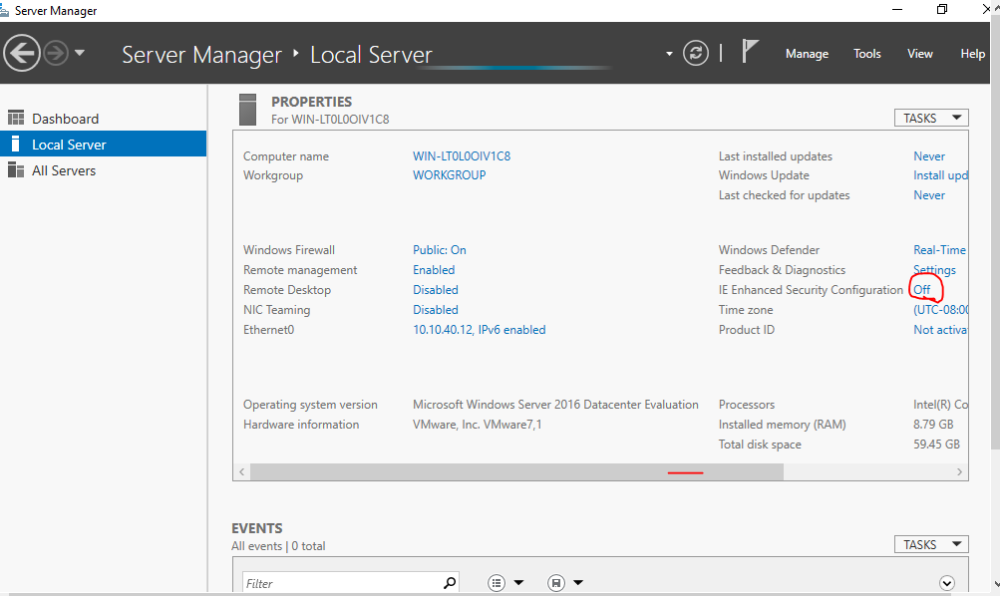 Server Manager
Server Manager ‣ Local Server
Manage Tools View Help
Dashboard
Local Server
All Servers
PROPERTIES
For WIN-LT0L0OIV1C8
TASKS
Computer name WIN-LT0L0OIV1C8
Workgroup WORKGROUP
Last installed updates Never
Windows Update Install upd
Last checked for updates Never
Windows Firewall Public: On
Remote management Enabled
Remote Desktop Disabled
NIC Teaming Disabled
Ethernet0 10.10.40.12, IPv6 enabled
Windows Defender Real-Time
Feedback & Diagnostics Settings
IE Enhanced Security Configuration Off
Time zone (UTC-08:00
Product ID Not activa
Operating system version Microsoft Windows Server 2016 Datacenter Evaluation
Hardware information VMware, Inc. VMware7,1
Processors Intel(R) Co
Installed memory (RAM) 8.79 GB
Total disk space 59.45 GB
EVENTS
All events | 0 total
TASKS
Filter